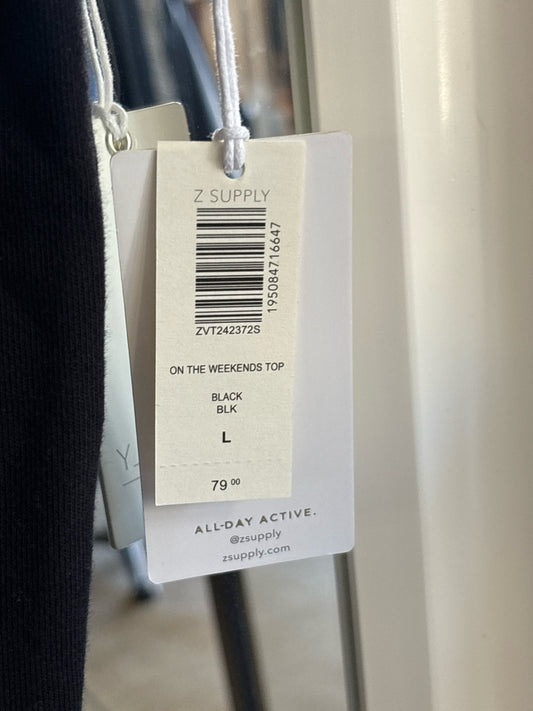 Z SUPPLY
195084716647
ZVT242372S
ON THE WEEKENDS TOP
BLACK
BLK
L
79 00
ALL-DAY ACTIVE.
@zsupply
zsupply.com